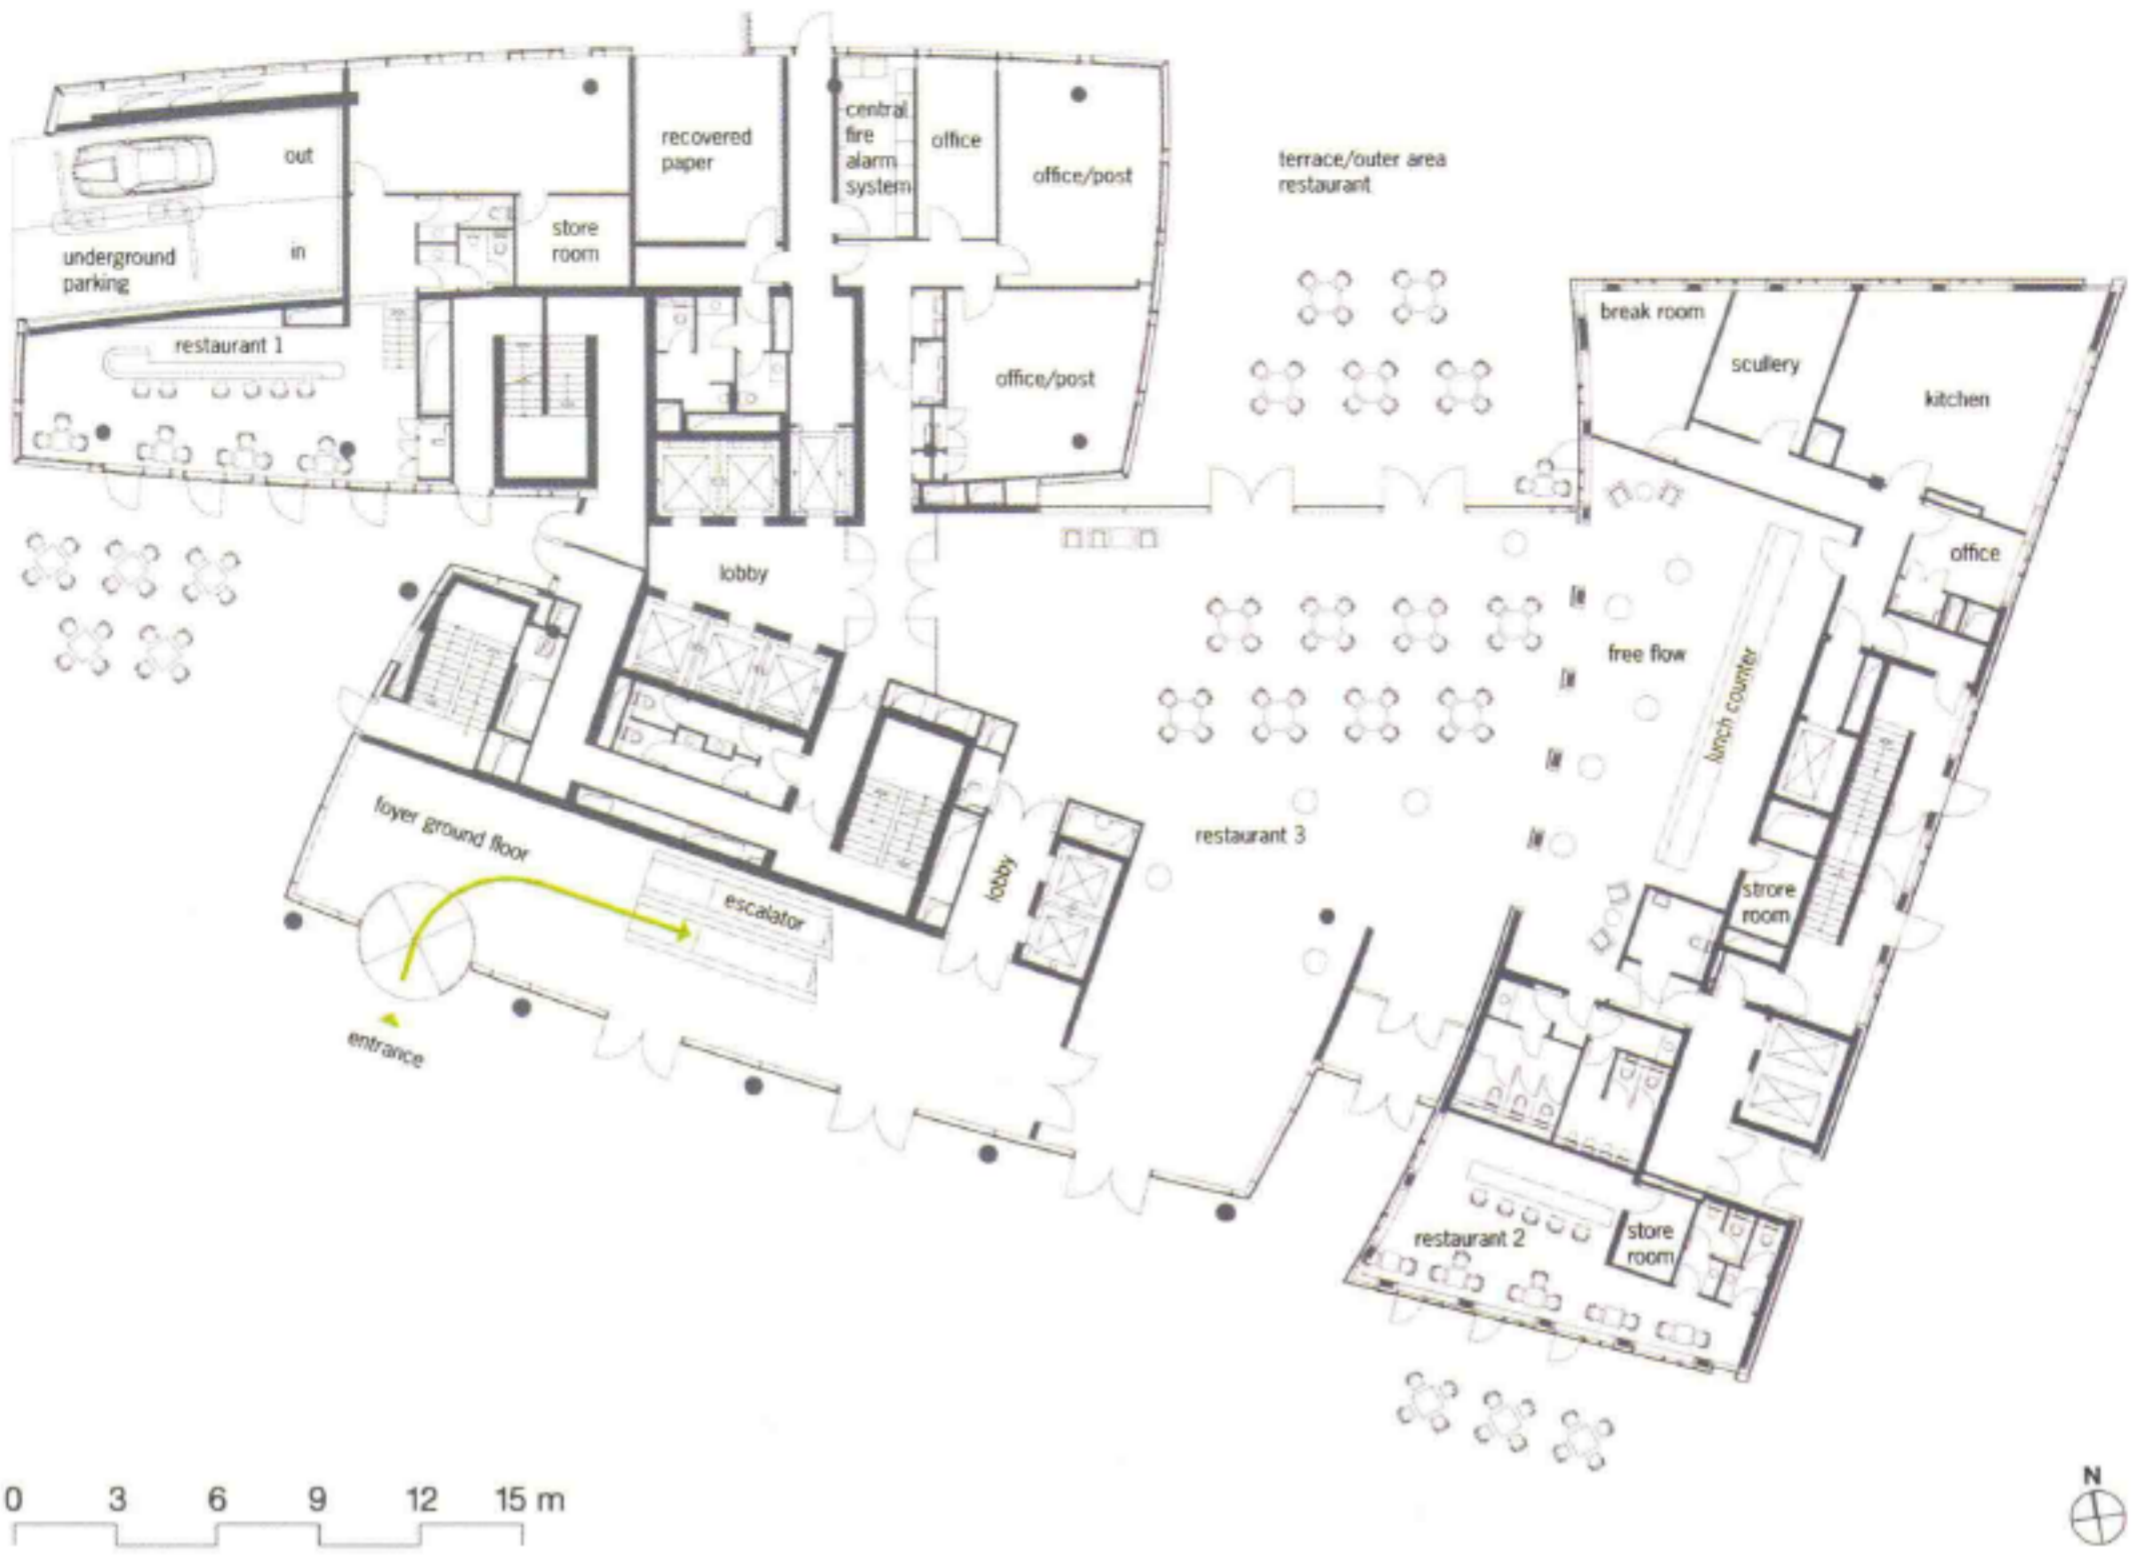 recovered
paper
central
fire
alarm
system
office
office/post
terrace/outer area
restaurant
out
in
underground
parking
store
room
restaurant 1
office/post
break room
scullery
kitchen
office
lobby
free flow
lunch counter
foyer ground floor
escalator
lobby
restaurant 3
strore
room
entrance
restaurant 2
store
room
0 3 6 9 12 15 m
N